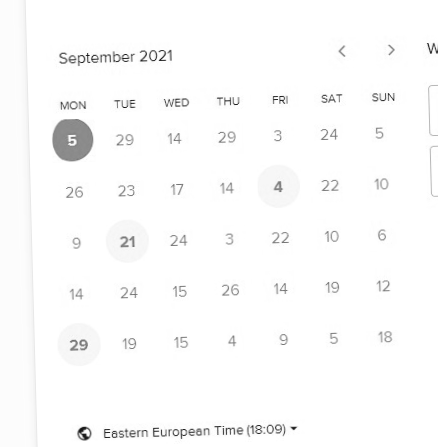 September 2021 < > W
MON TUE WED THU FRI SAT SUN
5 29 14 29 3 24 5
26 23 17 14 4 22 10
9 21 24 3 22 10 6
14 24 15 26 14 19 12
29 19 15 4 9 5 18
Eastern European Time (18:09)